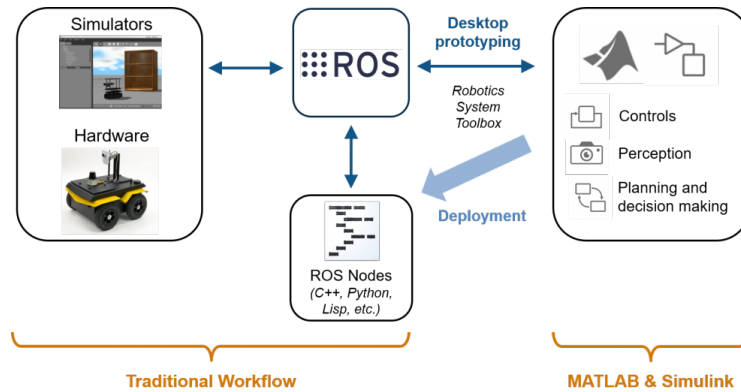 Simulators
Hardware
ROS
ROS Nodes
(C++, Python,
Lisp, etc.)
Desktop
prototyping
Robotics
System
Toolbox
Deployment
Controls
Perception
Planning and
decision making
Traditional Workflow
MATLAB & Simulink